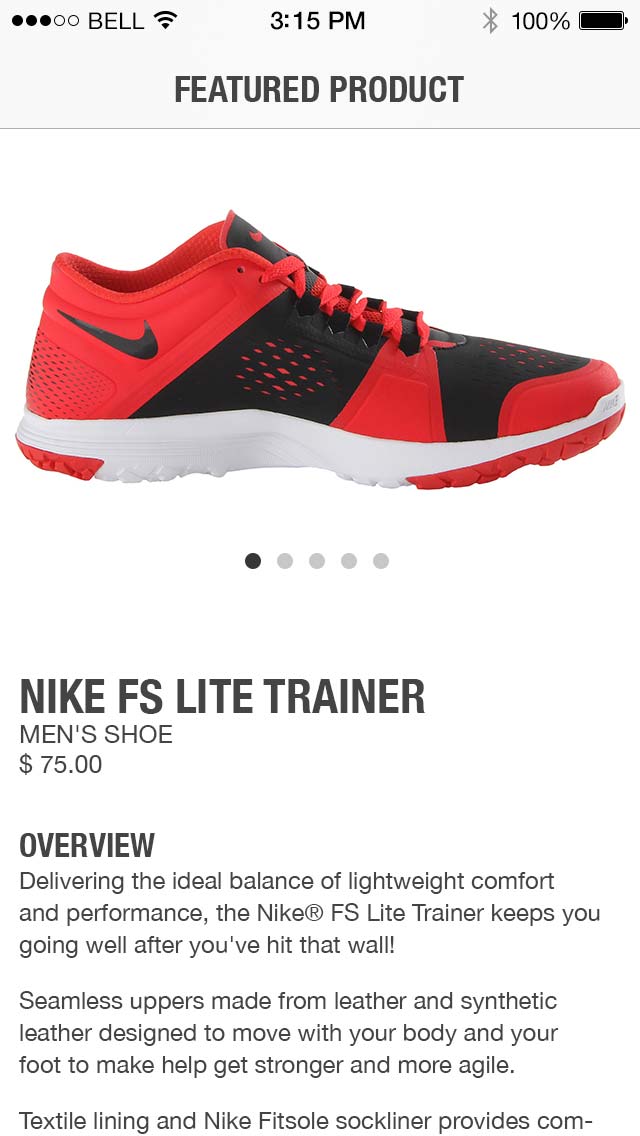 BELL 3:15 PM 100%
FEATURED PRODUCT
NIKE FS LITE TRAINER
MEN'S SHOE
$ 75.00
OVERVIEW
Delivering the ideal balance of lightweight comfort
and performance, the Nike® FS Lite Trainer keeps you
going well after you've hit that wall!
Seamless uppers made from leather and synthetic
leather designed to move with your body and your
foot to make help get stronger and more agile.
Textile lining and Nike Fitsole sockliner provides com-